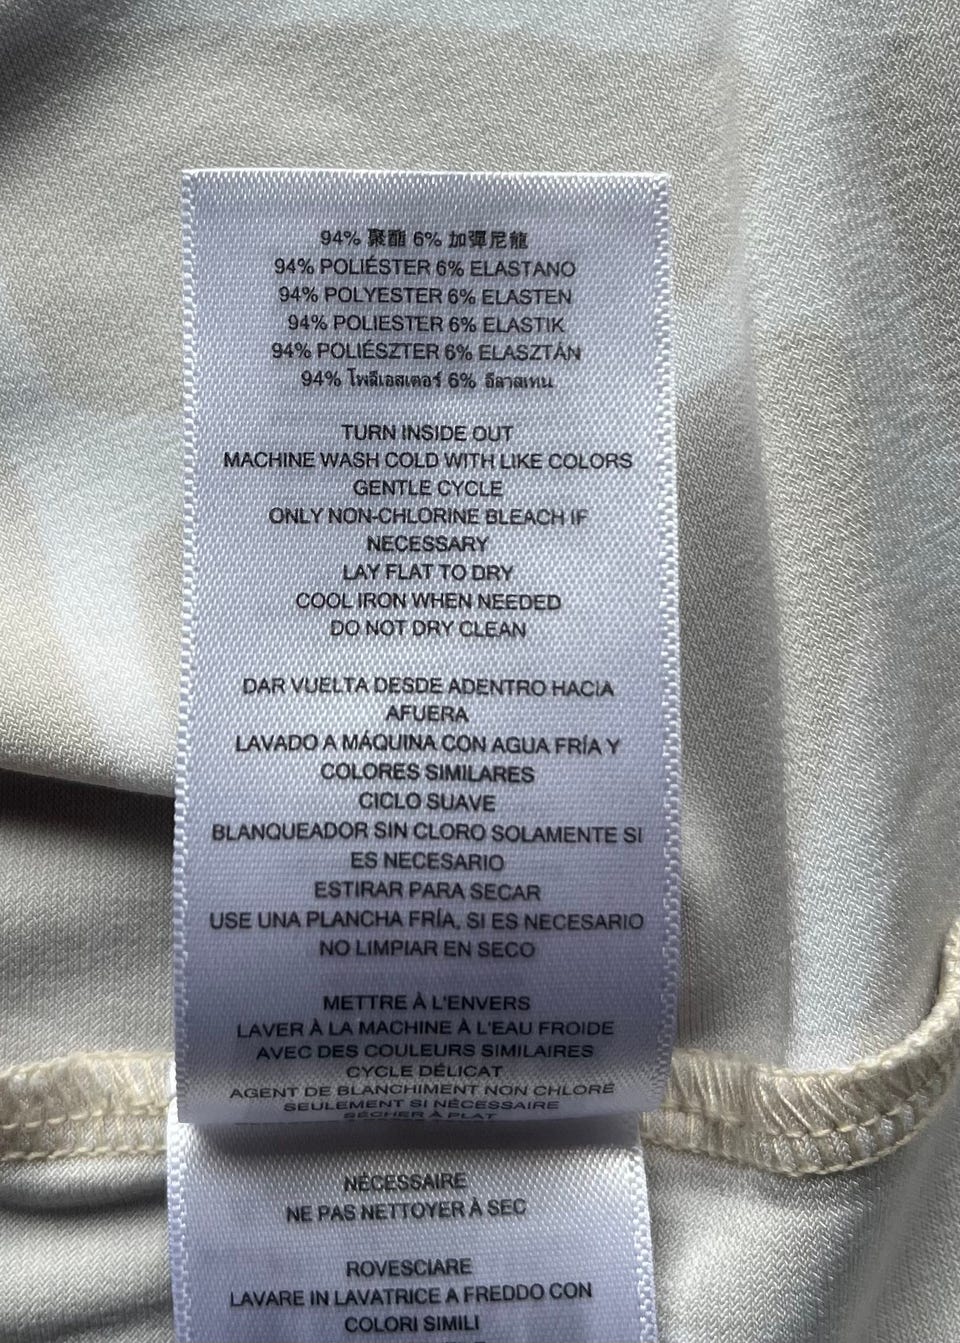 94% 聚酯 6% 加彈尼龍
94% POLIÉSTER 6% ELASTANO
94% POLYESTER 6% ELASTEN
94% POLIESTER 6% ELASTIK
94% POLIÉSZTER 6% ELASZTÁN
94% โพลีเอสเตอร์ 6% อีลาสเทน
TURN INSIDE OUT
MACHINE WASH COLD WITH LIKE COLORS
GENTLE CYCLE
ONLY NON-CHLORINE BLEACH IF
NECESSARY
LAY FLAT TO DRY
COOL IRON WHEN NEEDED
DO NOT DRY CLEAN
DAR VUELTA DESDE ADENTRO HACIA
AFUERA
LAVADO A MÁQUINA CON AGUA FRÍA Y
COLORES SIMILARES
CICLO SUAVE
BLANQUEADOR SIN CLORO SOLAMENTE SI
ES NECESARIO
ESTIRAR PARA SECAR
USE UNA PLANCHA FRÍA, SI ES NECESARIO
NO LIMPIAR EN SECO
METTRE À L'ENVERS
LAVER À LA MACHINE À L'EAU FROIDE
AVEC DES COULEURS SIMILAIRES
CYCLE DÉLICAT
AGENT DE BLANCHIMENT NON CHLORÉ
SEULEMENT SI NÉCESSAIRE
SÉCHER À PLAT
NÉCESSAIRE
NE PAS NETTOYER À SEC
ROVESCIARE
LAVARE IN LAVATRICE A FREDDO CON
COLORI SIMILI